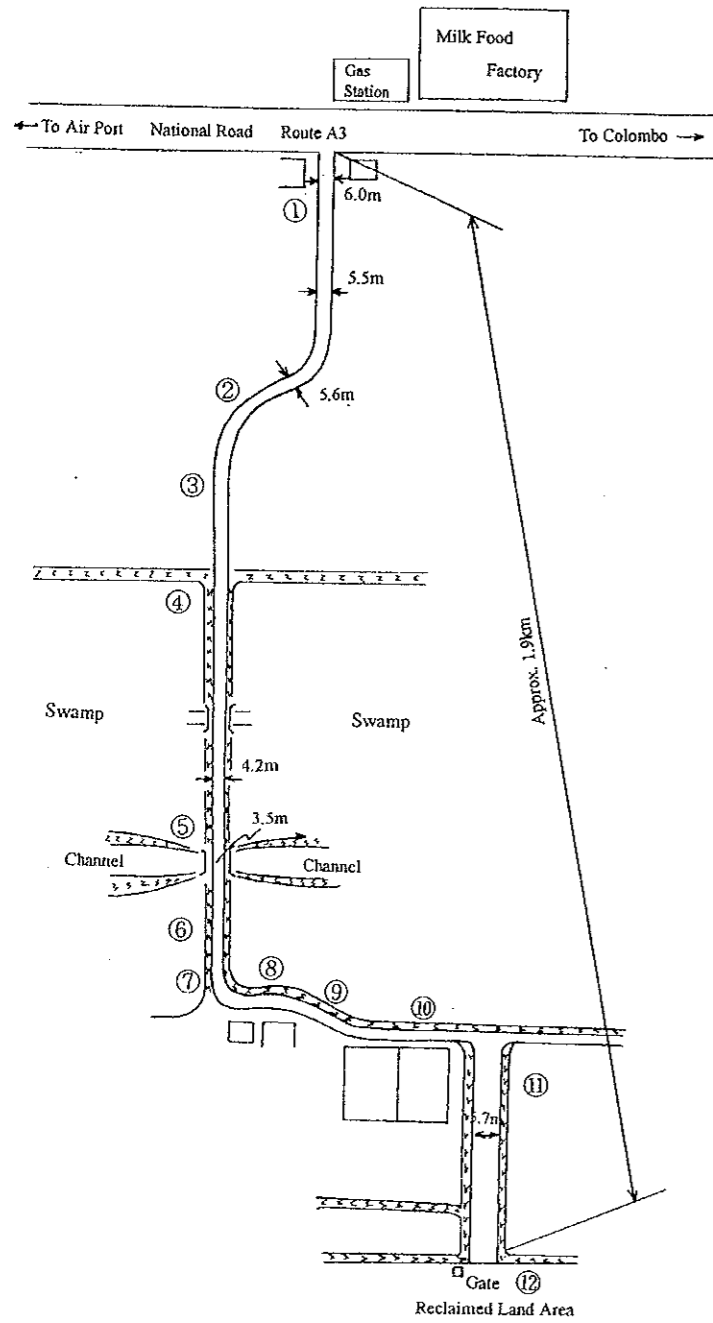 Milk Food
Factory
Gas
Station
To Air Port National Road Route A3 To Colombo
①
6.0m
5.5m
②
5.6m
③
④
Approx. 1.9km
Swamp
Swamp
4.2m
⑤
3.5m
Channel
Channel
⑥
⑦
⑧
⑨
⑩
⑪
Gate
⑫
Reclaimed Land Area